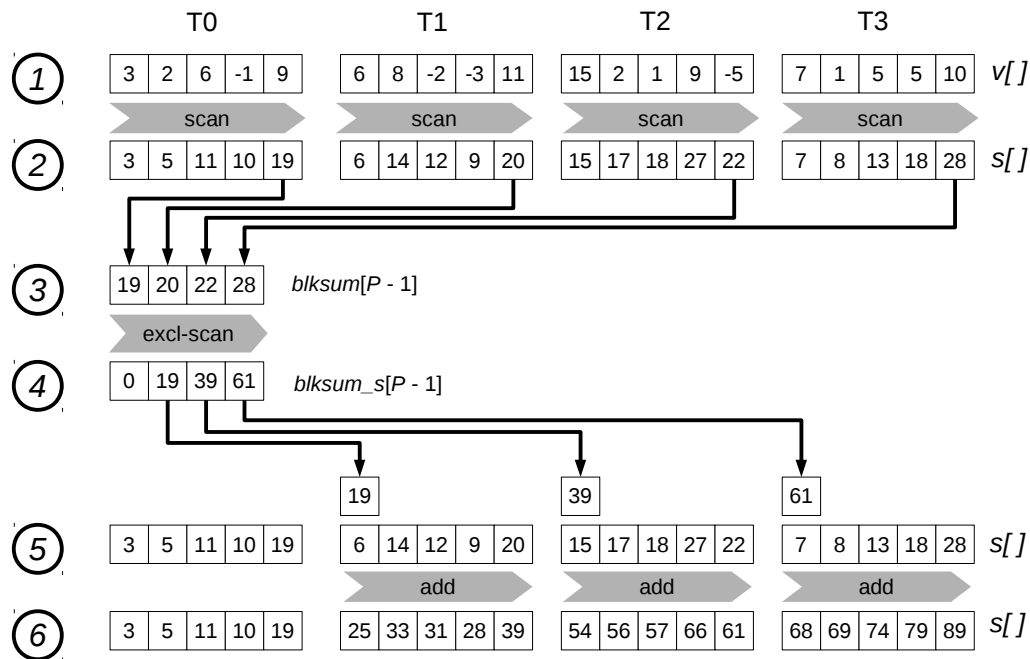 T0 T1 T2 T3
1 3 2 6 -1 9 6 8 -2 -3 11 15 2 1 9 -5 7 1 5 5 10 v[ ]
scan scan scan scan
2 3 5 11 10 19 6 14 12 9 20 15 17 18 27 22 7 8 13 18 28 s[ ]
3 19 20 22 28 blksum[P - 1]
excl-scan
4 0 19 39 61 blksum_s[P - 1]
19 39 61
5 3 5 11 10 19 6 14 12 9 20 15 17 18 27 22 7 8 13 18 28 s[ ]
add add add
6 3 5 11 10 19 25 33 31 28 39 54 56 57 66 61 68 69 74 79 89 s[ ]